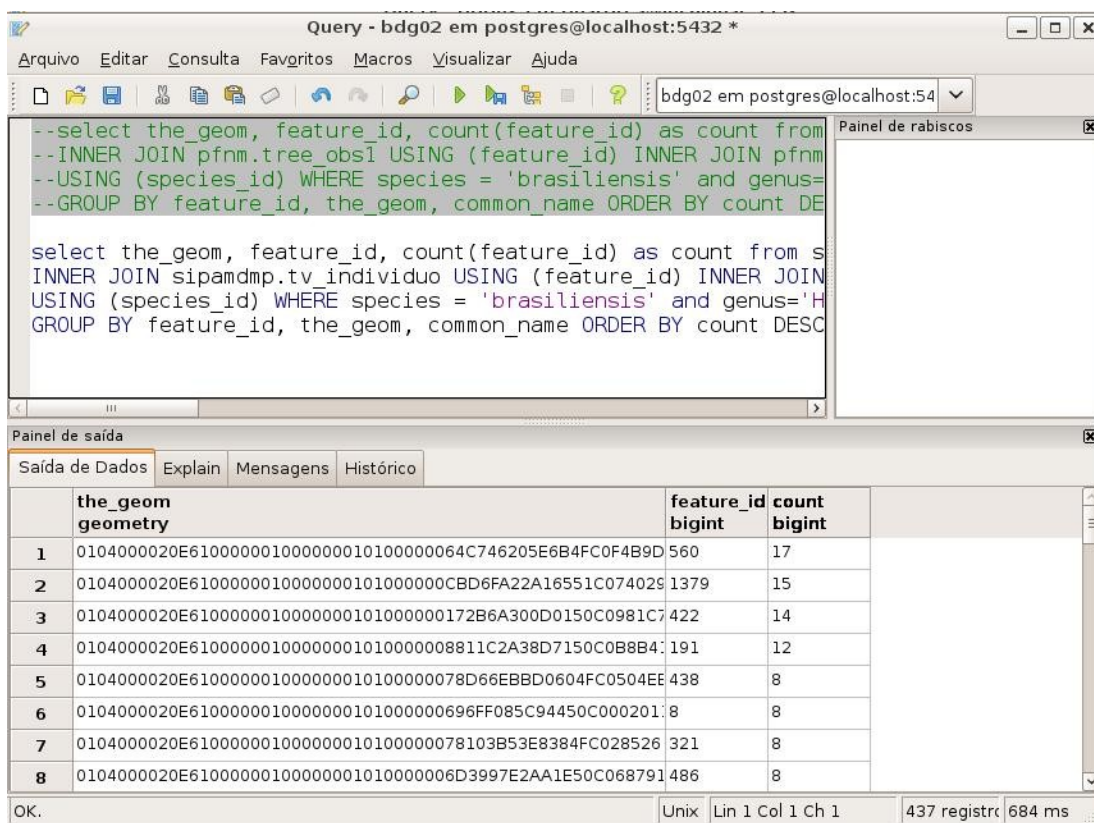 Query - bdg02 em postgres@localhost:5432 *
Arquivo Editar Consulta Favoritos Macros Visualizar Ajuda
bdg02 em postgres@localhost:54
--select the_geom, feature_id, count(feature_id) as count from
--INNER JOIN pfnm.tree_obs1 USING (feature_id) INNER JOIN pfnm
--USING (species_id) WHERE species = 'brasiliensis' and genus=
--GROUP BY feature_id, the_geom, common_name ORDER BY count DE
select the_geom, feature_id, count(feature_id) as count from s
INNER JOIN sipamdmp.tv_individuo USING (feature_id) INNER JOIN
USING (species_id) WHERE species = 'brasiliensis' and genus='H
GROUP BY feature_id, the_geom, common_name ORDER BY count DESC
Painel de rabiscos
Painel de saída
Saída de Dados Explain Mensagens Histórico
the_geom feature_id count
geometry bigint bigint
1 0104000020E610000001000000010100000064C746205E6B4FC0F4B9D 560 17
2 0104000020E6100000010000000101000000CBD6FA22A16551C074029 1379 15
3 0104000020E6100000010000000101000000172B6A300D0150C0981C7 422 14
4 0104000020E61000000100000001010000008811C2A38D7150C0B8B41 191 12
5 0104000020E610000001000000010100000078D66EBBD0604FC0504EE 438 8
6 0104000020E6100000010000000101000000696FF085C94450C000201 8 8
7 0104000020E610000001000000010100000078103B53E8384FC028526 321 8
8 0104000020E61000000100000001010000006D3997E2AA1E50C068791 486 8
OK. Unix Lin 1 Col 1 Ch 1 437 registro 684 ms